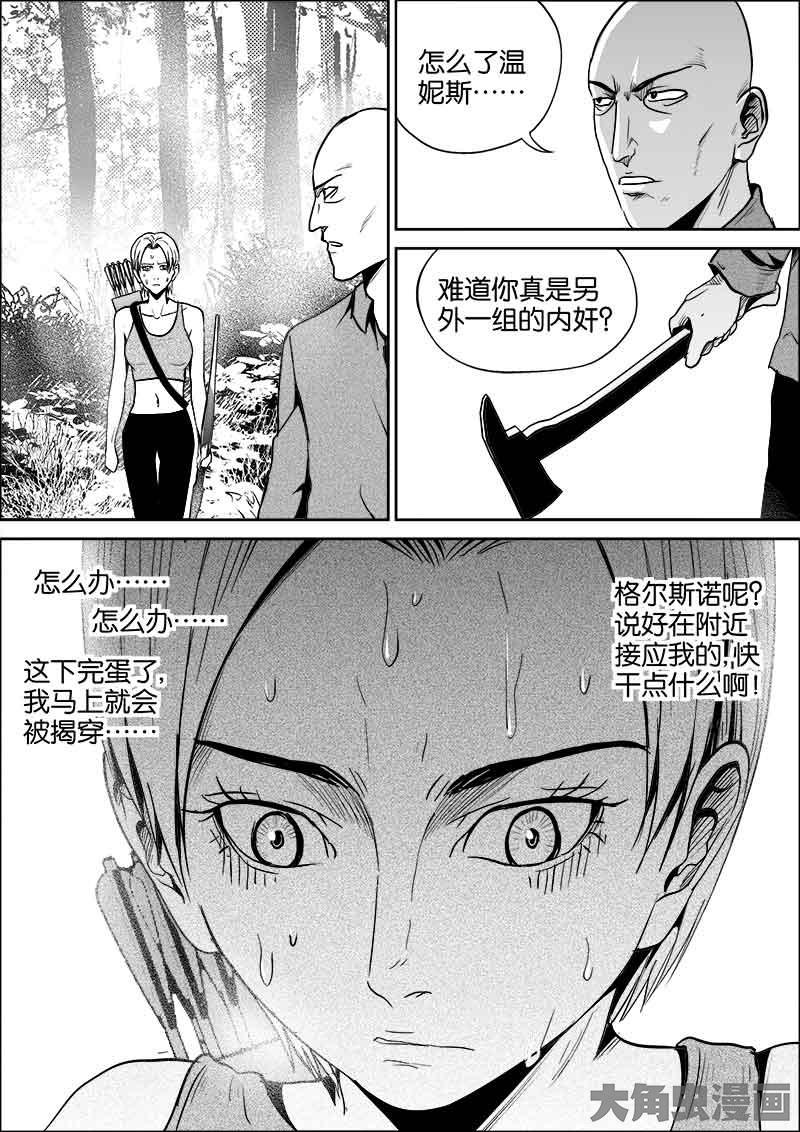 怎么了温
妮斯……
难道你真是另
外一组的内奸？
怎么办……
怎么办……
这下完蛋了，
我马上就会
被揭穿……
格尔斯诺呢？
说好在附近
接应我的，快
干点什么啊！
大角虫漫画